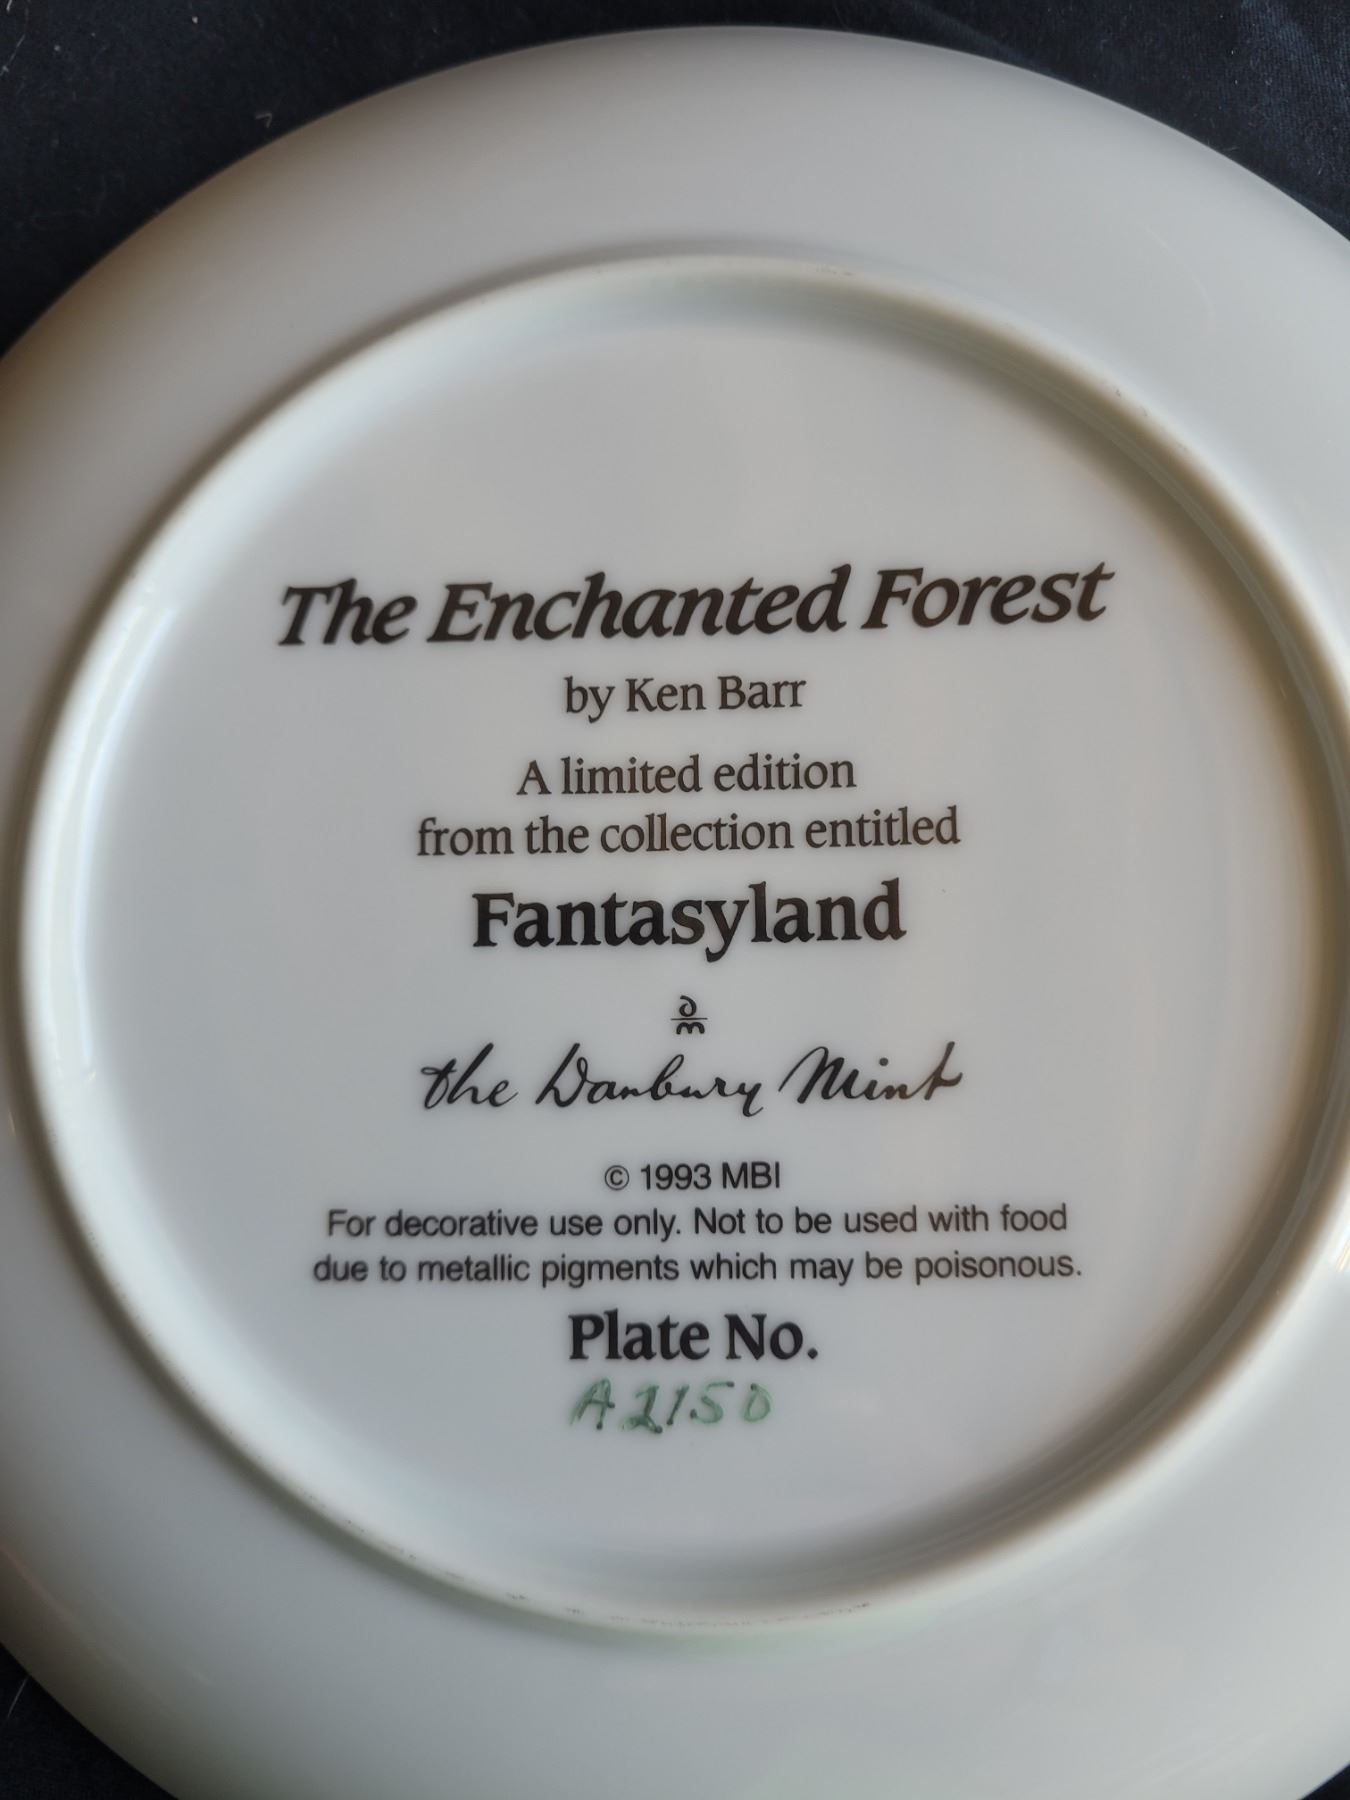 The Enchanted Forest
by Ken Barr
A limited edition
from the collection entitled
Fantasyland
dm
the Danbury Mint
© 1993 MBI
For decorative use only. Not to be used with food
due to metallic pigments which may be poisonous.
Plate No.
A2150